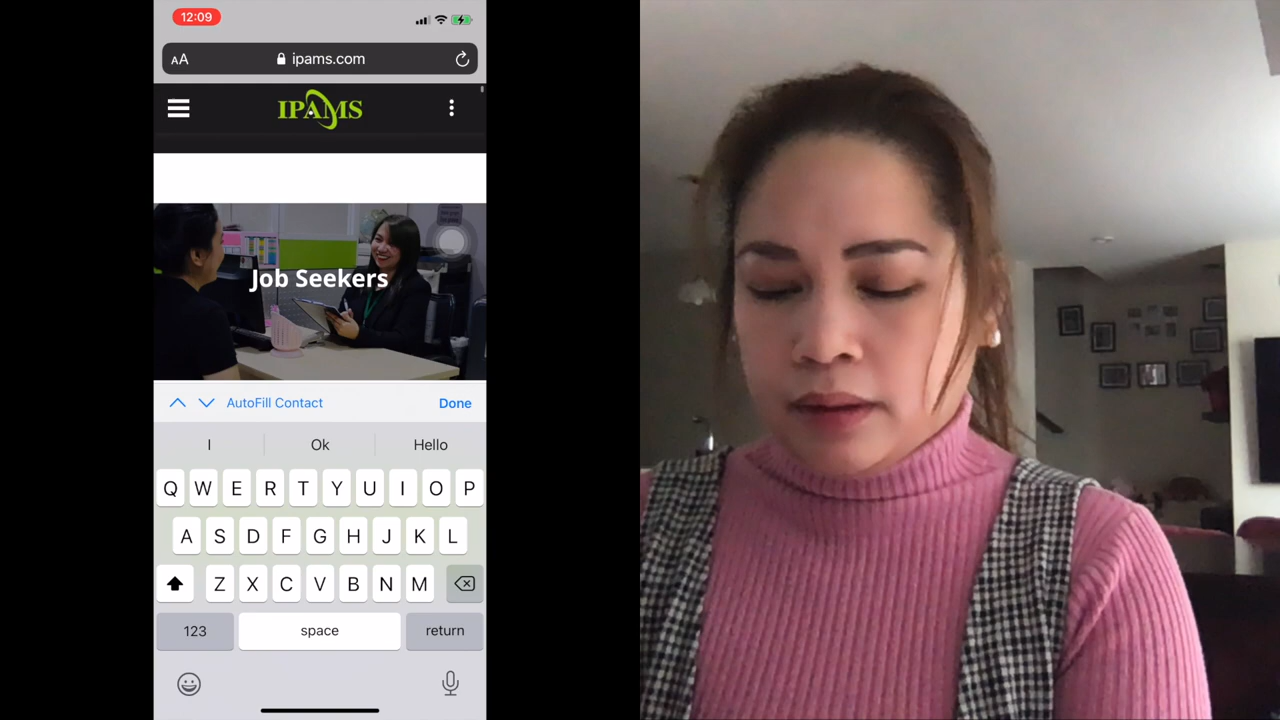 12:09
AA ipams.com
IPAMS
Job Seekers
AutoFill Contact Done
I Ok Hello
Q W E R T Y U I O P
A S D F G H J K L
Z X C V B N M
123 space return